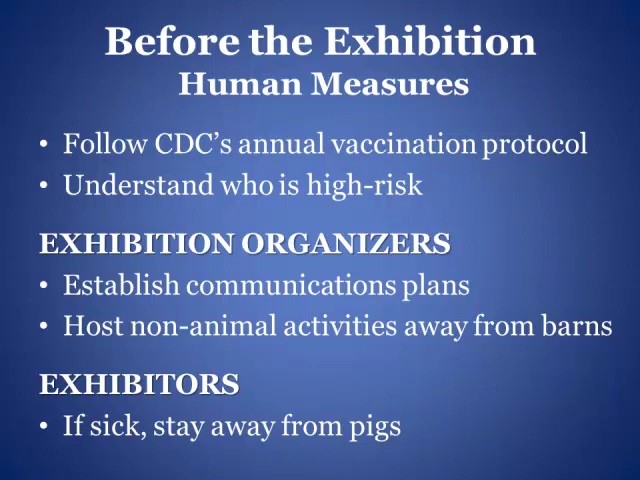 Before the Exhibition
Human Measures
• Follow CDC's annual vaccination protocol
• Understand who is high-risk
EXHIBITION ORGANIZERS
• Establish communications plans
• Host non-animal activities away from barns
EXHIBITORS
• If sick, stay away from pigs